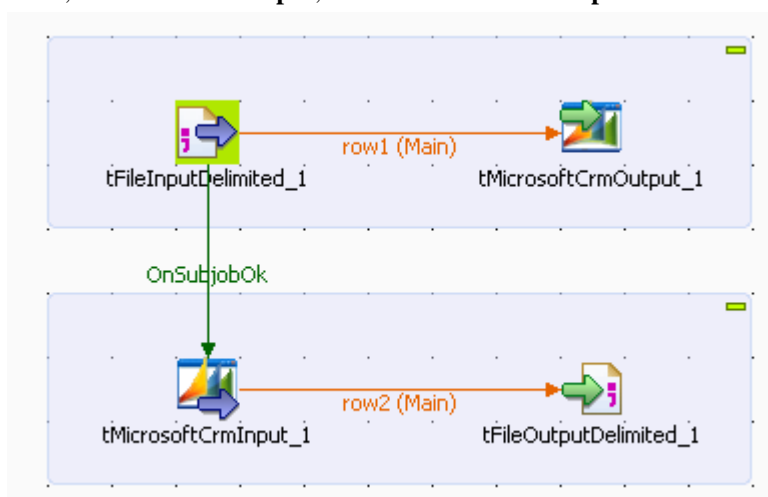 row1 (Main)
tFileInputDelimited_1
tMicrosoftCrmOutput_1
OnSubjobOk
row2 (Main)
tMicrosoftCrmInput_1
tFileOutputDelimited_1